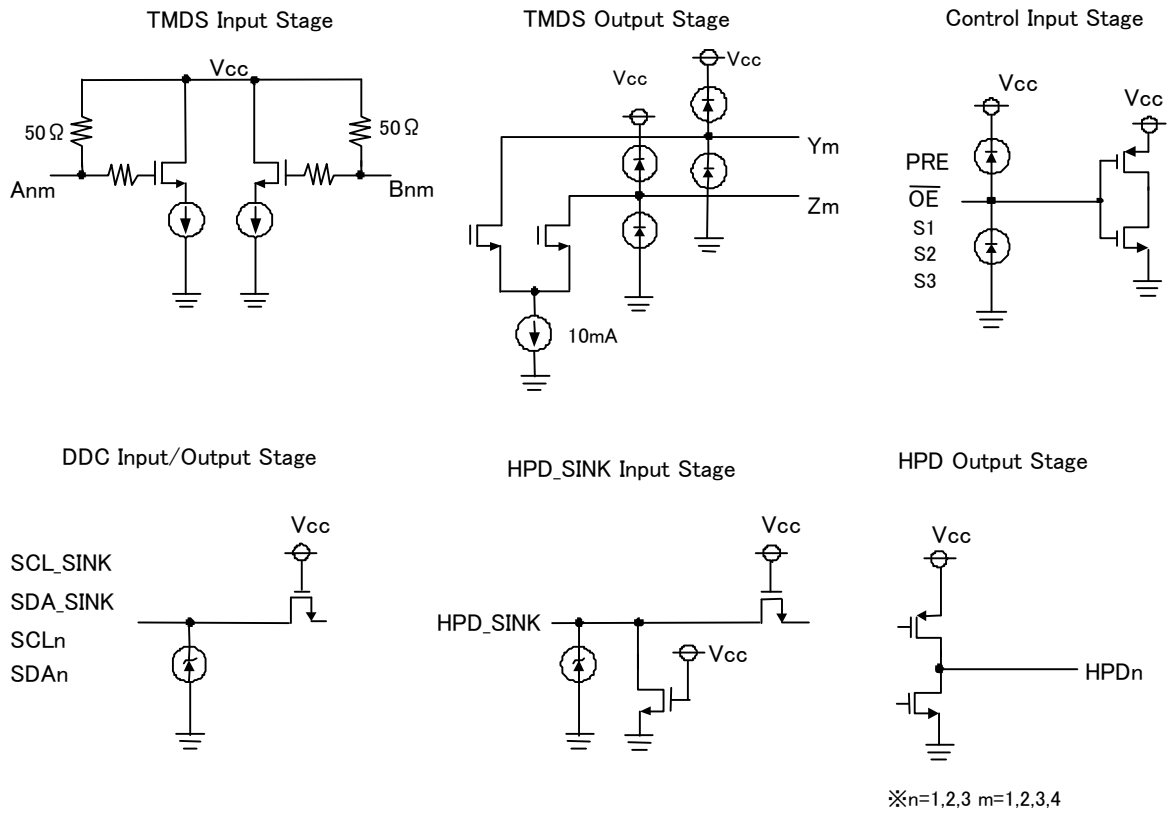 TMDS Input Stage
Vcc
50Ω
50Ω
Anm
Bnm
TMDS Output Stage
Vcc
Vcc
Ym
Zm
10mA
Control Input Stage
Vcc
Vcc
PRE
O̅E̅
S1
S2
S3
DDC Input/Output Stage
Vcc
SCL_SINK
SDA_SINK
SCLn
SDAn
HPD_SINK Input Stage
Vcc
HPD_SINK
Vcc
HPD Output Stage
Vcc
HPDn
※n=1,2,3 m=1,2,3,4